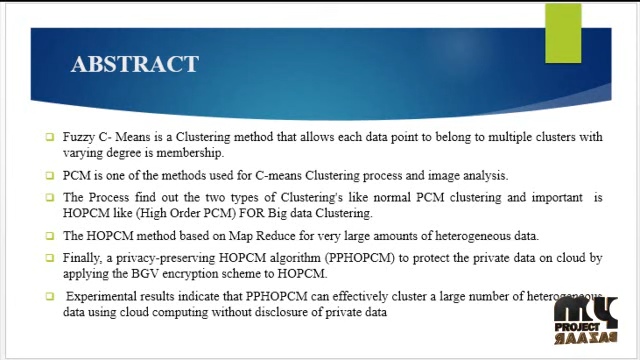 ABSTRACT
Fuzzy C- Means is a Clustering method that allows each data point to belong to multiple clusters with
varying degree is membership.
PCM is one of the methods used for C-means Clustering process and image analysis.
The Process find out the two types of Clustering's like normal PCM clustering and important is
HOPCM like (High Order PCM) FOR Big data Clustering.
The HOPCM method based on Map Reduce for very large amounts of heterogeneous data.
Finally, a privacy-preserving HOPCM algorithm (PPHOPCM) to protect the private data on cloud by
applying the BGV encryption scheme to HOPCM.
Experimental results indicate that PPHOPCM can effectively cluster a large number of heterogeneous
data using cloud computing without disclosure of private data
MY
PROJECT
BAZAAR